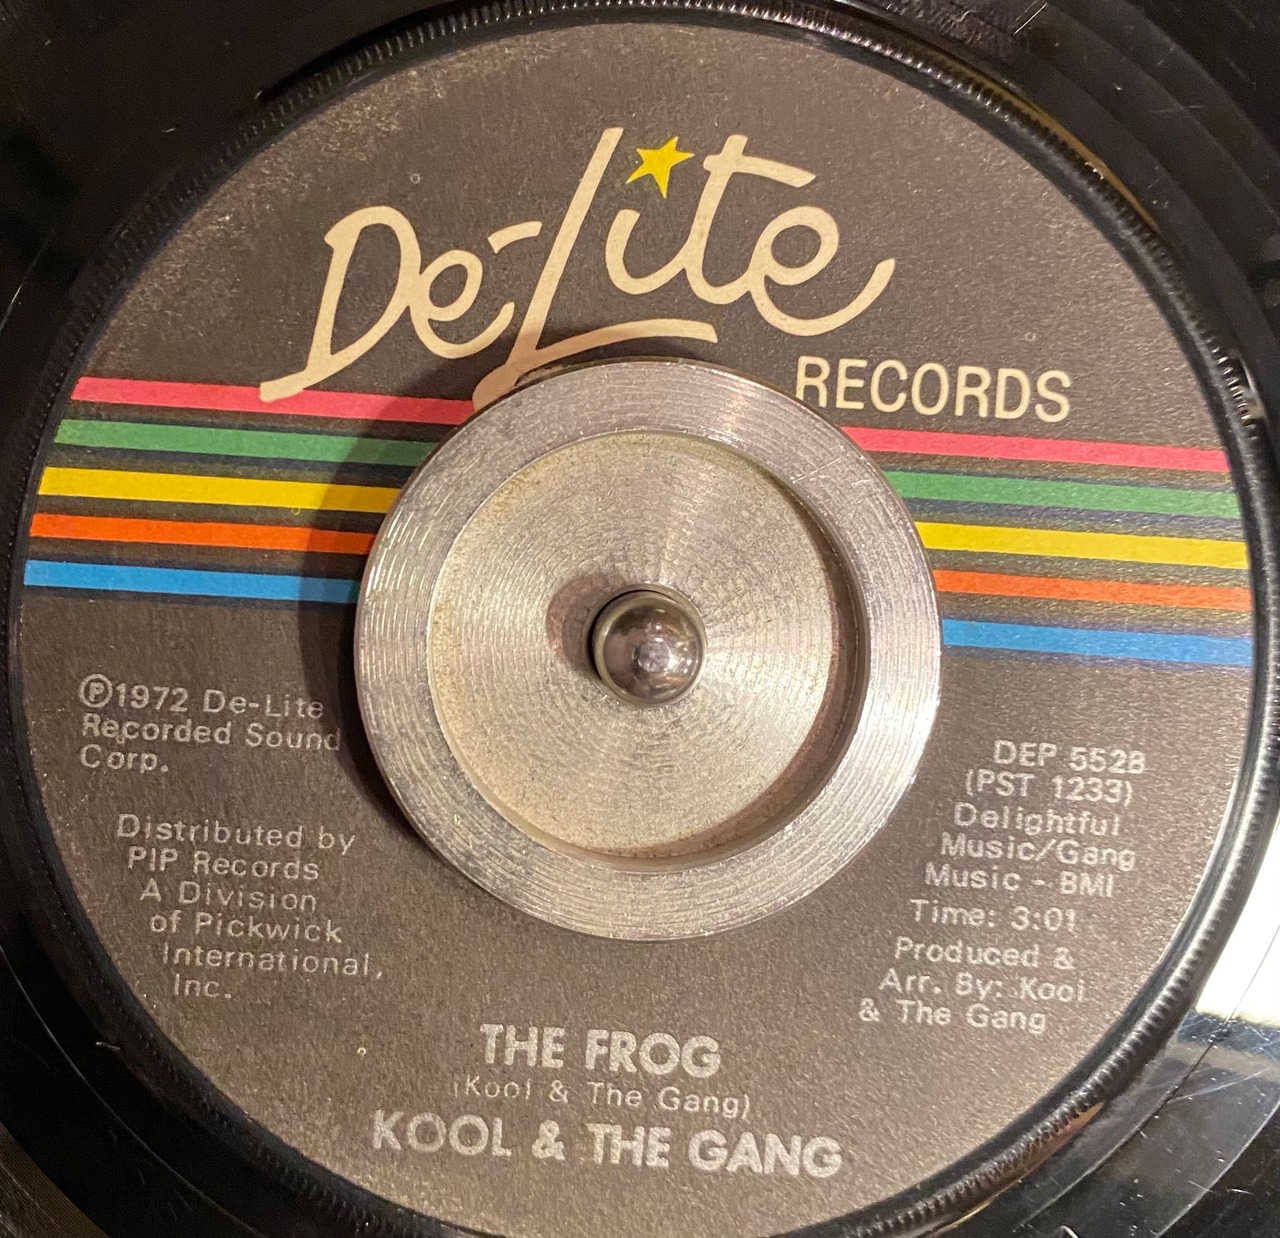 De-Lite
RECORDS
℗1972 De-Lite
Recorded Sound
Corp.
Distributed by
PIP Records
A Division
of Pickwick
International,
Inc.
DEP 552B
(PST 1233)
Delightful
Music/Gang
Music - BMI
Time: 3:01
Produced &
Arr. By: Kool
& The Gang
THE FROG
(Kool & The Gang)
KOOL & THE GANG